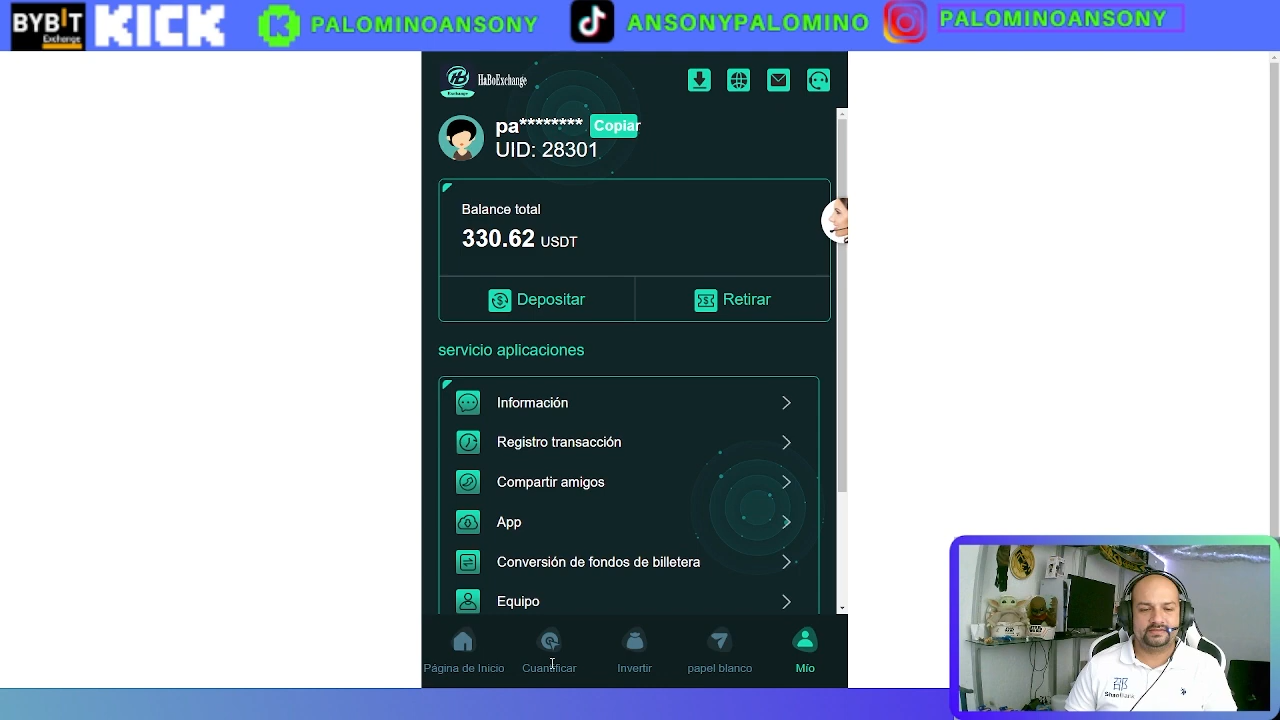 BYBIT
Exchange
KICK
PALOMINOANSONY
ANSONYPALOMINO
PALOMINOANSONY
HaBoExchange
Exchange
pa********
Copiar
UID: 28301
Balance total
330.62 USDT
Depositar
Retirar
servicio aplicaciones
Información
Registro transacción
Compartir amigos
App
Conversión de fondos de billetera
Equipo
Página de Inicio
Cuantificar
Invertir
papel blanco
Mío